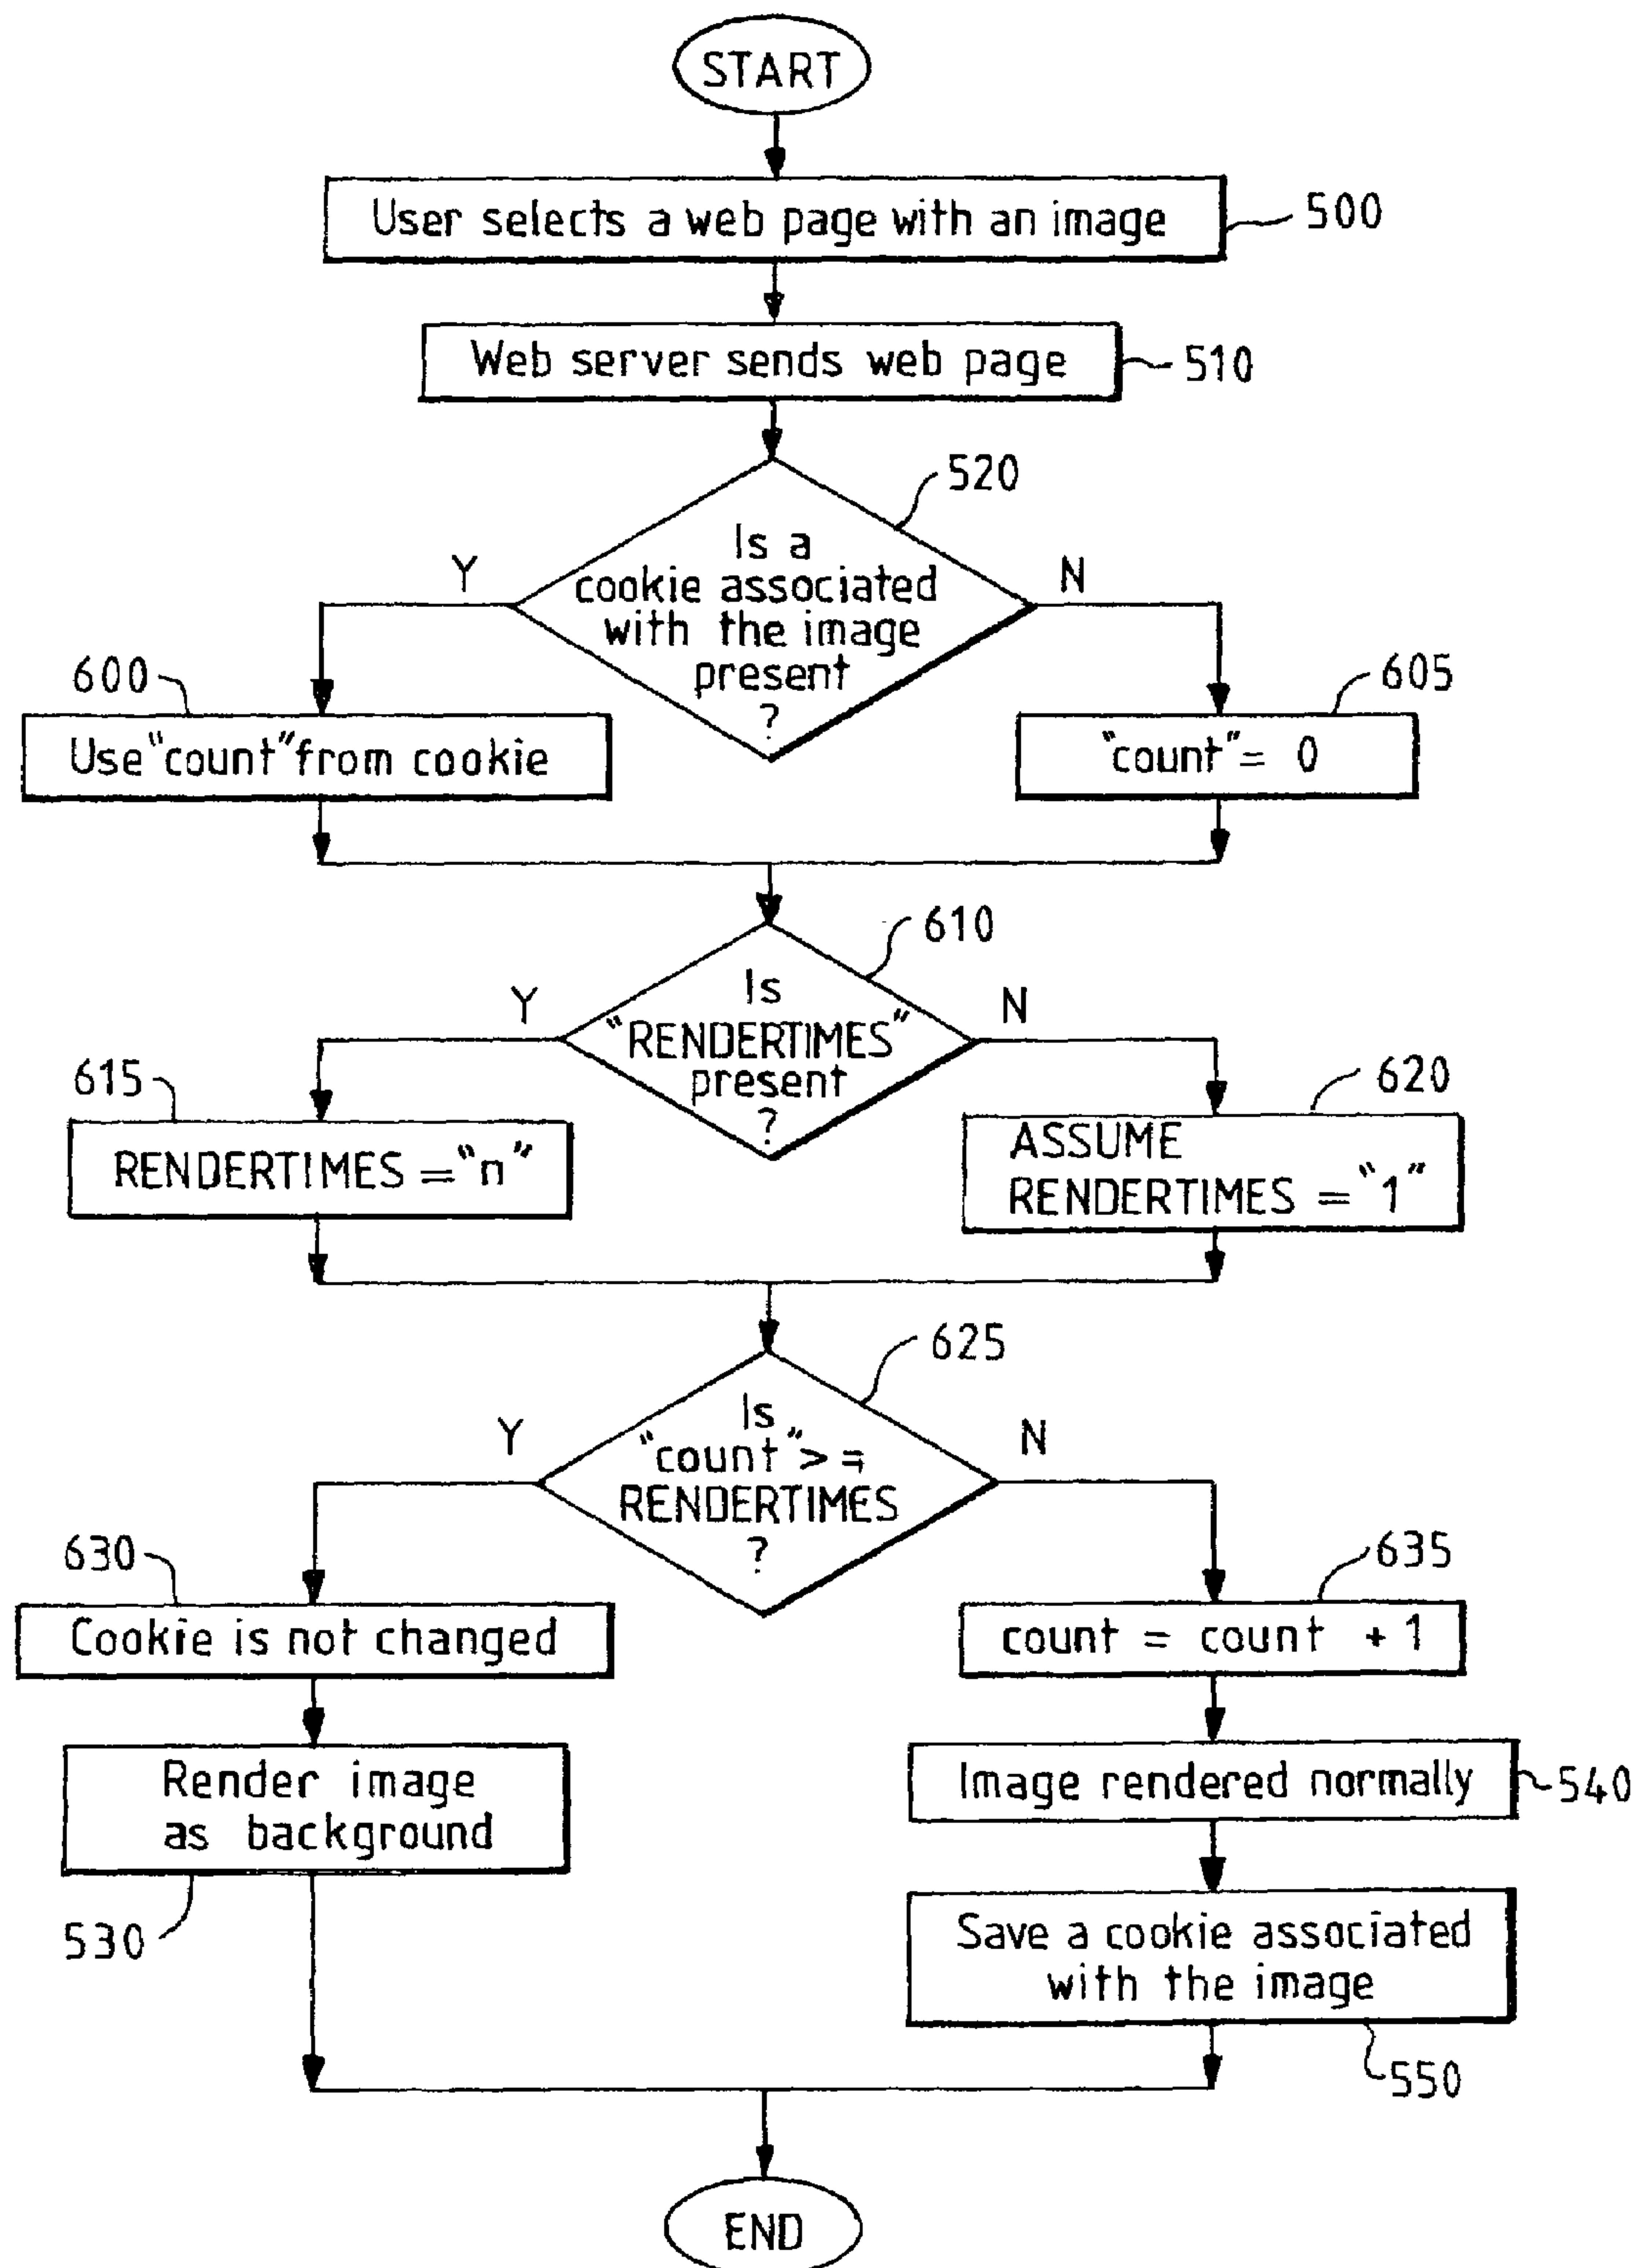 START
User selects a web page with an image
500
Web server sends web page
510
520
Is a
cookie associated
with the image
present
?
Y
N
600
Use "count" from cookie
605
"count" = 0
610
Is
"RENDERTIMES"
present
?
Y
N
615
RENDERTIMES = "n"
620
ASSUME
RENDERTIMES = "1"
625
Is
"count" > =
RENDERTIMES
?
Y
N
630
Cookie is not changed
635
count = count + 1
Render image
as background
530
Image rendered normally
540
Save a cookie associated
with the image
550
END